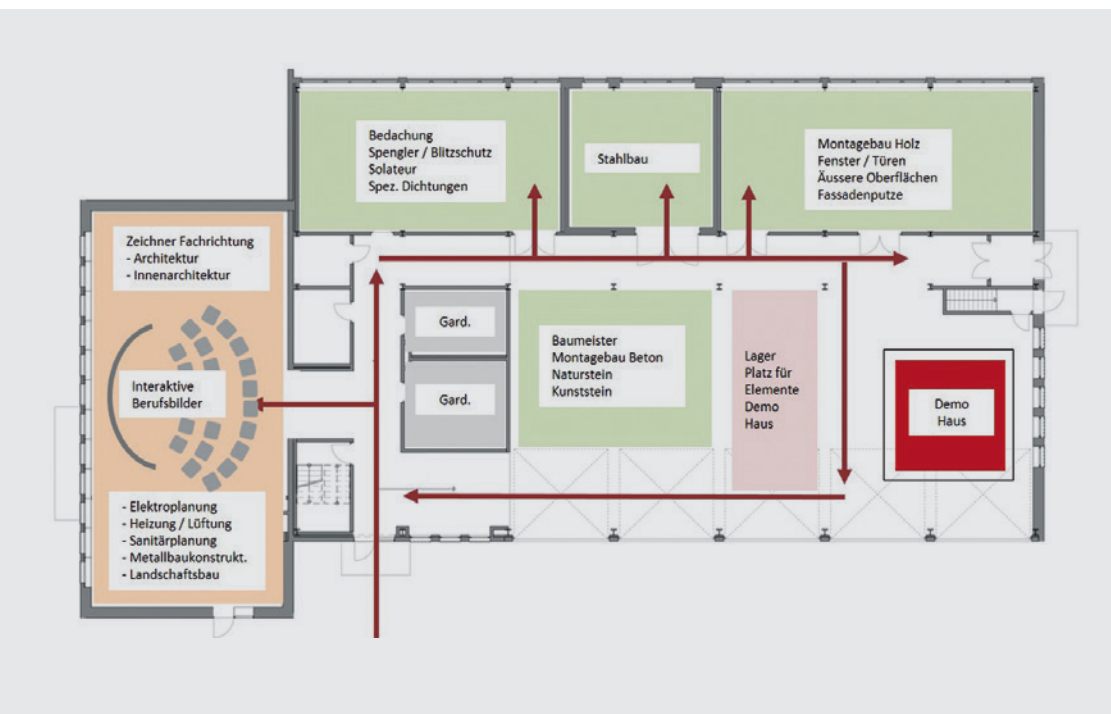 Bedachung
Spengler / Blitzschutz
Solateur
Spez. Dichtungen
Stahlbau
Montagebau Holz
Fenster / Türen
Äussere Oberflächen
Fassadenputze
Zeichner Fachrichtung
- Architektur
- Innenarchitektur
Interaktive
Berufsbilder
- Elektroplanung
- Heizung / Lüftung
- Sanitärplanung
- Metallbaukonstrukt.
- Landschaftsbau
Gard.
Gard.
Baumeister
Montagebau Beton
Naturstein
Kunststein
Lager
Platz für
Elemente
Demo
Haus
Demo
Haus